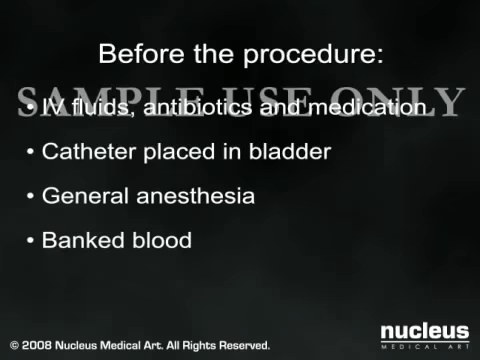 Before the procedure:
SAMPLE USE ONLY
• IV fluids, antibiotics and medication
• Catheter placed in bladder
• General anesthesia
• Banked blood
nucleus
MEDICAL ART
© 2008 Nucleus Medical Art. All Rights Reserved.